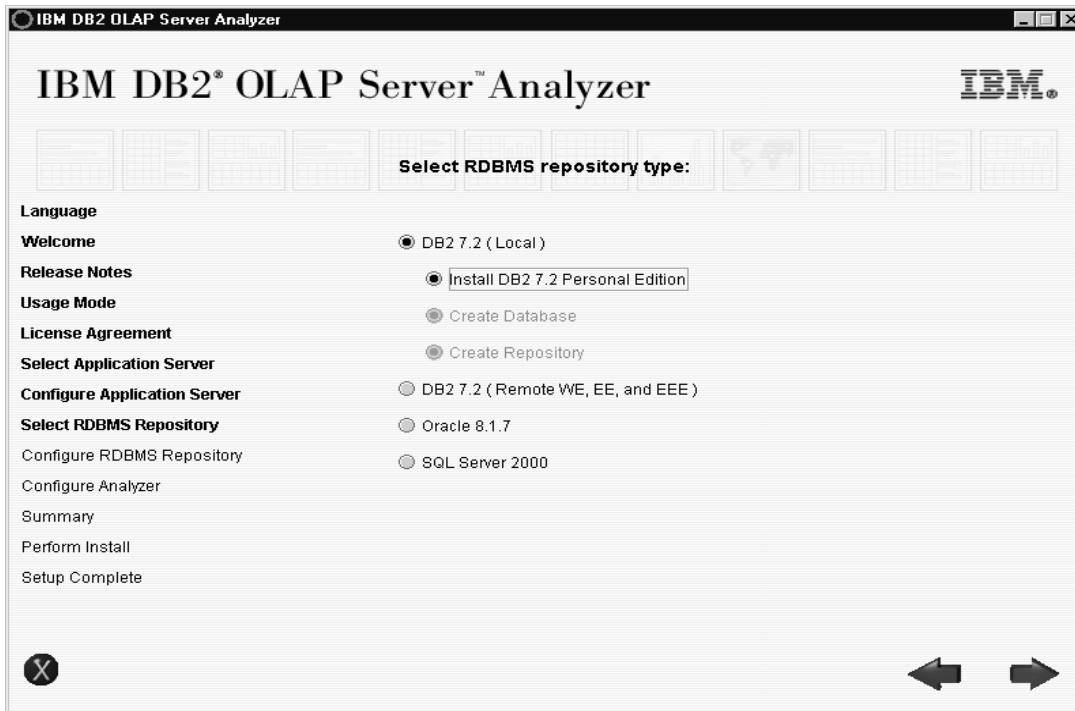 IBM DB2 OLAP Server Analyzer
IBM DB2® OLAP Server™ Analyzer
IBM®
Select RDBMS repository type:
Language
Welcome
Release Notes
Usage Mode
License Agreement
Select Application Server
Configure Application Server
Select RDBMS Repository
Configure RDBMS Repository
Configure Analyzer
Summary
Perform Install
Setup Complete
DB2 7.2 ( Local )
Install DB2 7.2 Personal Edition
Create Database
Create Repository
DB2 7.2 ( Remote WE, EE, and EEE )
Oracle 8.1.7
SQL Server 2000